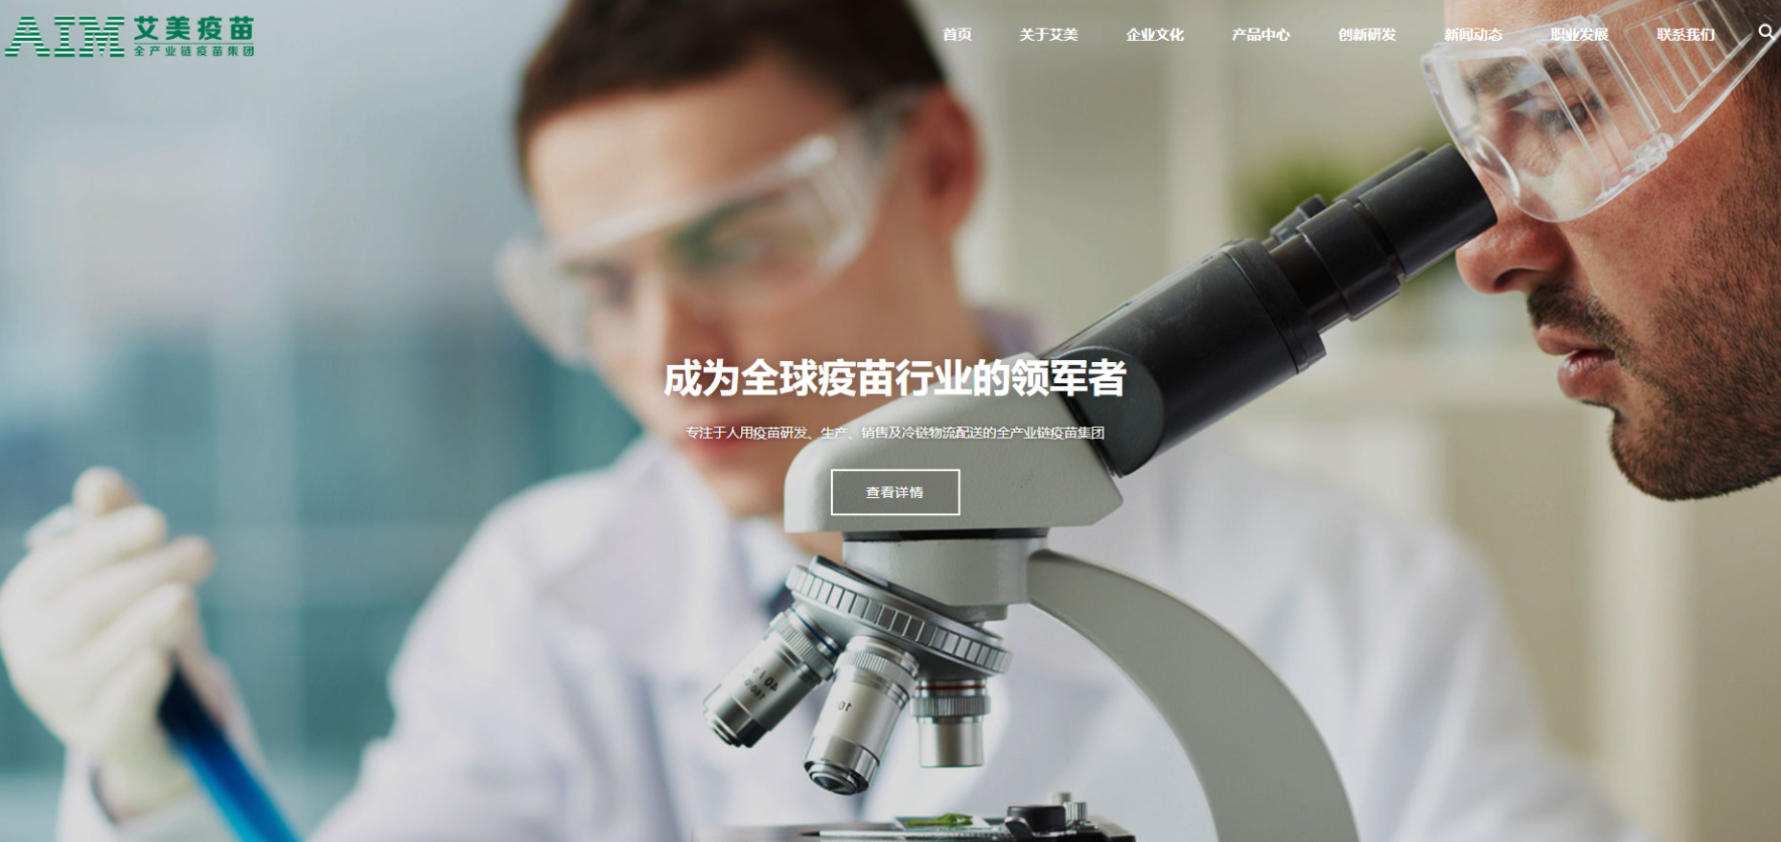 AIM 艾美疫苗
全产业链疫苗集团
首页 关于艾美 企业文化 产品中心 创新研发 新闻动态 职业发展 联系我们
成为全球疫苗行业的领军者
专注于人用疫苗研发、生产、销售及冷链物流配送的全产业链疫苗集团
查看详情
10